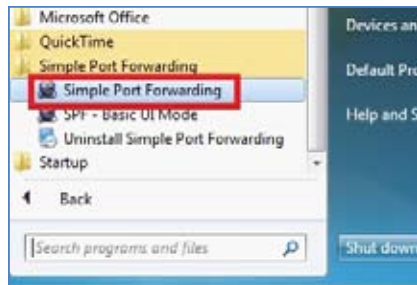 Microsoft Office
QuickTime
Simple Port Forwarding
Simple Port Forwarding
SPF - Basic UI Mode
Uninstall Simple Port Forwarding
Startup
Back
Search programs and files
Devices an
Default Pro
Help and S
Shut down